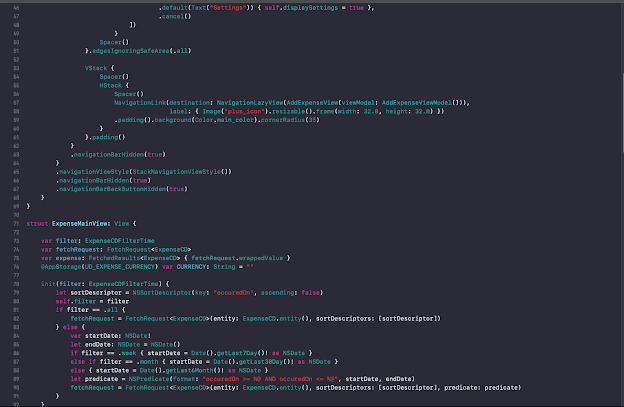 46 .default(Text("Settings")) { self.displaySettings = true },
47 .cancel()
48 ])
49 }
50 Spacer()
51 }.edgesIgnoringSafeArea(.all)
52
53 VStack {
54 Spacer()
55 HStack {
56 Spacer()
57 NavigationLink(destination: NavigationLazyView(AddExpenseView(viewModel: AddExpenseViewModel())),
58 label: { Image("plus_icon").resizable().frame(width: 32.0, height: 32.0) })
59 .padding().background(Color.main_color).cornerRadius(35)
60 }
61 }.padding()
62 }
63 .navigationBarHidden(true)
64 }
65 .navigationViewStyle(StackNavigationViewStyle())
66 .navigationBarHidden(true)
67 .navigationBarBackButtonHidden(true)
68 }
69 }
70
71 struct ExpenseMainView: View {
72
73 var filter: ExpenseCDFilterTime
74 var fetchRequest: FetchRequest<ExpenseCD>
75 var expense: FetchedResults<ExpenseCD> { fetchRequest.wrappedValue }
76 @AppStorage(UD_EXPENSE_CURRENCY) var CURRENCY: String = ""
77
78 init(filter: ExpenseCDFilterTime) {
79 let sortDescriptor = NSSortDescriptor(key: "occuredOn", ascending: false)
80 self.filter = filter
81 if filter == .all {
82 fetchRequest = FetchRequest<ExpenseCD>(entity: ExpenseCD.entity(), sortDescriptors: [sortDescriptor])
83 } else {
84 var startDate: NSDate!
85 let endDate: NSDate = NSDate()
86 if filter == .week { startDate = Date().getLast7Day()! as NSDate }
87 else if filter == .month { startDate = Date().getLast30Day()! as NSDate }
88 else { startDate = Date().getLast6Month()! as NSDate }
89 let predicate = NSPredicate(format: "occuredOn >= %@ AND occuredOn <= %@", startDate, endDate)
90 fetchRequest = FetchRequest<ExpenseCD>(entity: ExpenseCD.entity(), sortDescriptors: [sortDescriptor], predicate: predicate)
91 }
92 }